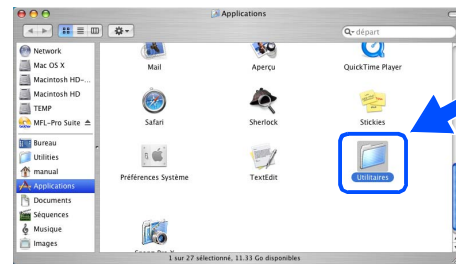 Applications
départ
Network
Mac OS X
Macintosh HD-...
Macintosh HD
TEMP
MFL-Pro Suite
Bureau
Utilities
manual
Applications
Documents
Séquences
Musique
Images
Mail
Aperçu
QuickTime Player
Safari
Sherlock
Stickies
Préférences Système
TextEdit
Utilitaires
1 sur 27 sélectionné, 11.33 Go disponibles